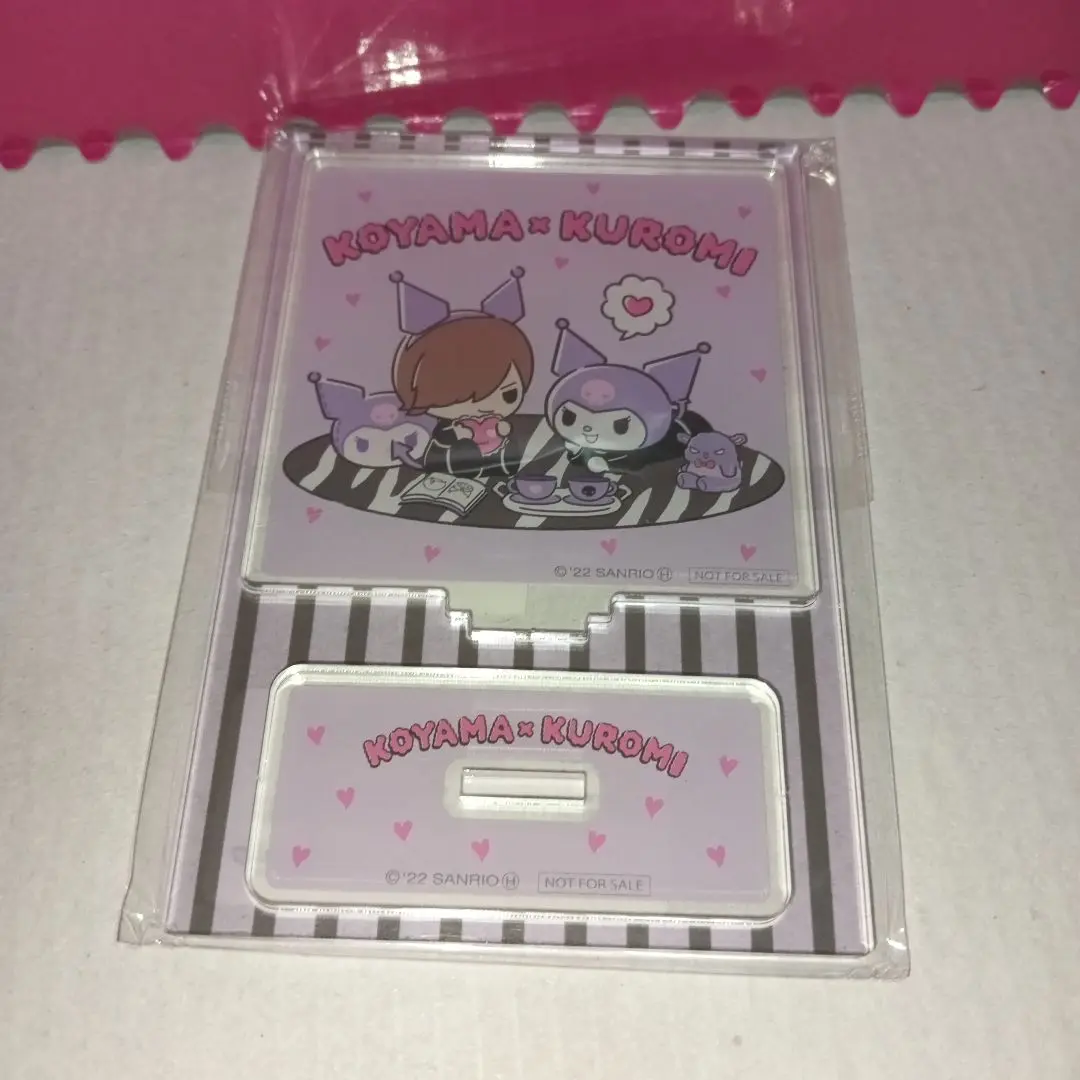 KOYAMA × KUROMI
© '22 SANRIO Ⓗ NOT FOR SALE
KOYAMA × KUROMI
© '22 SANRIO Ⓗ NOT FOR SALE